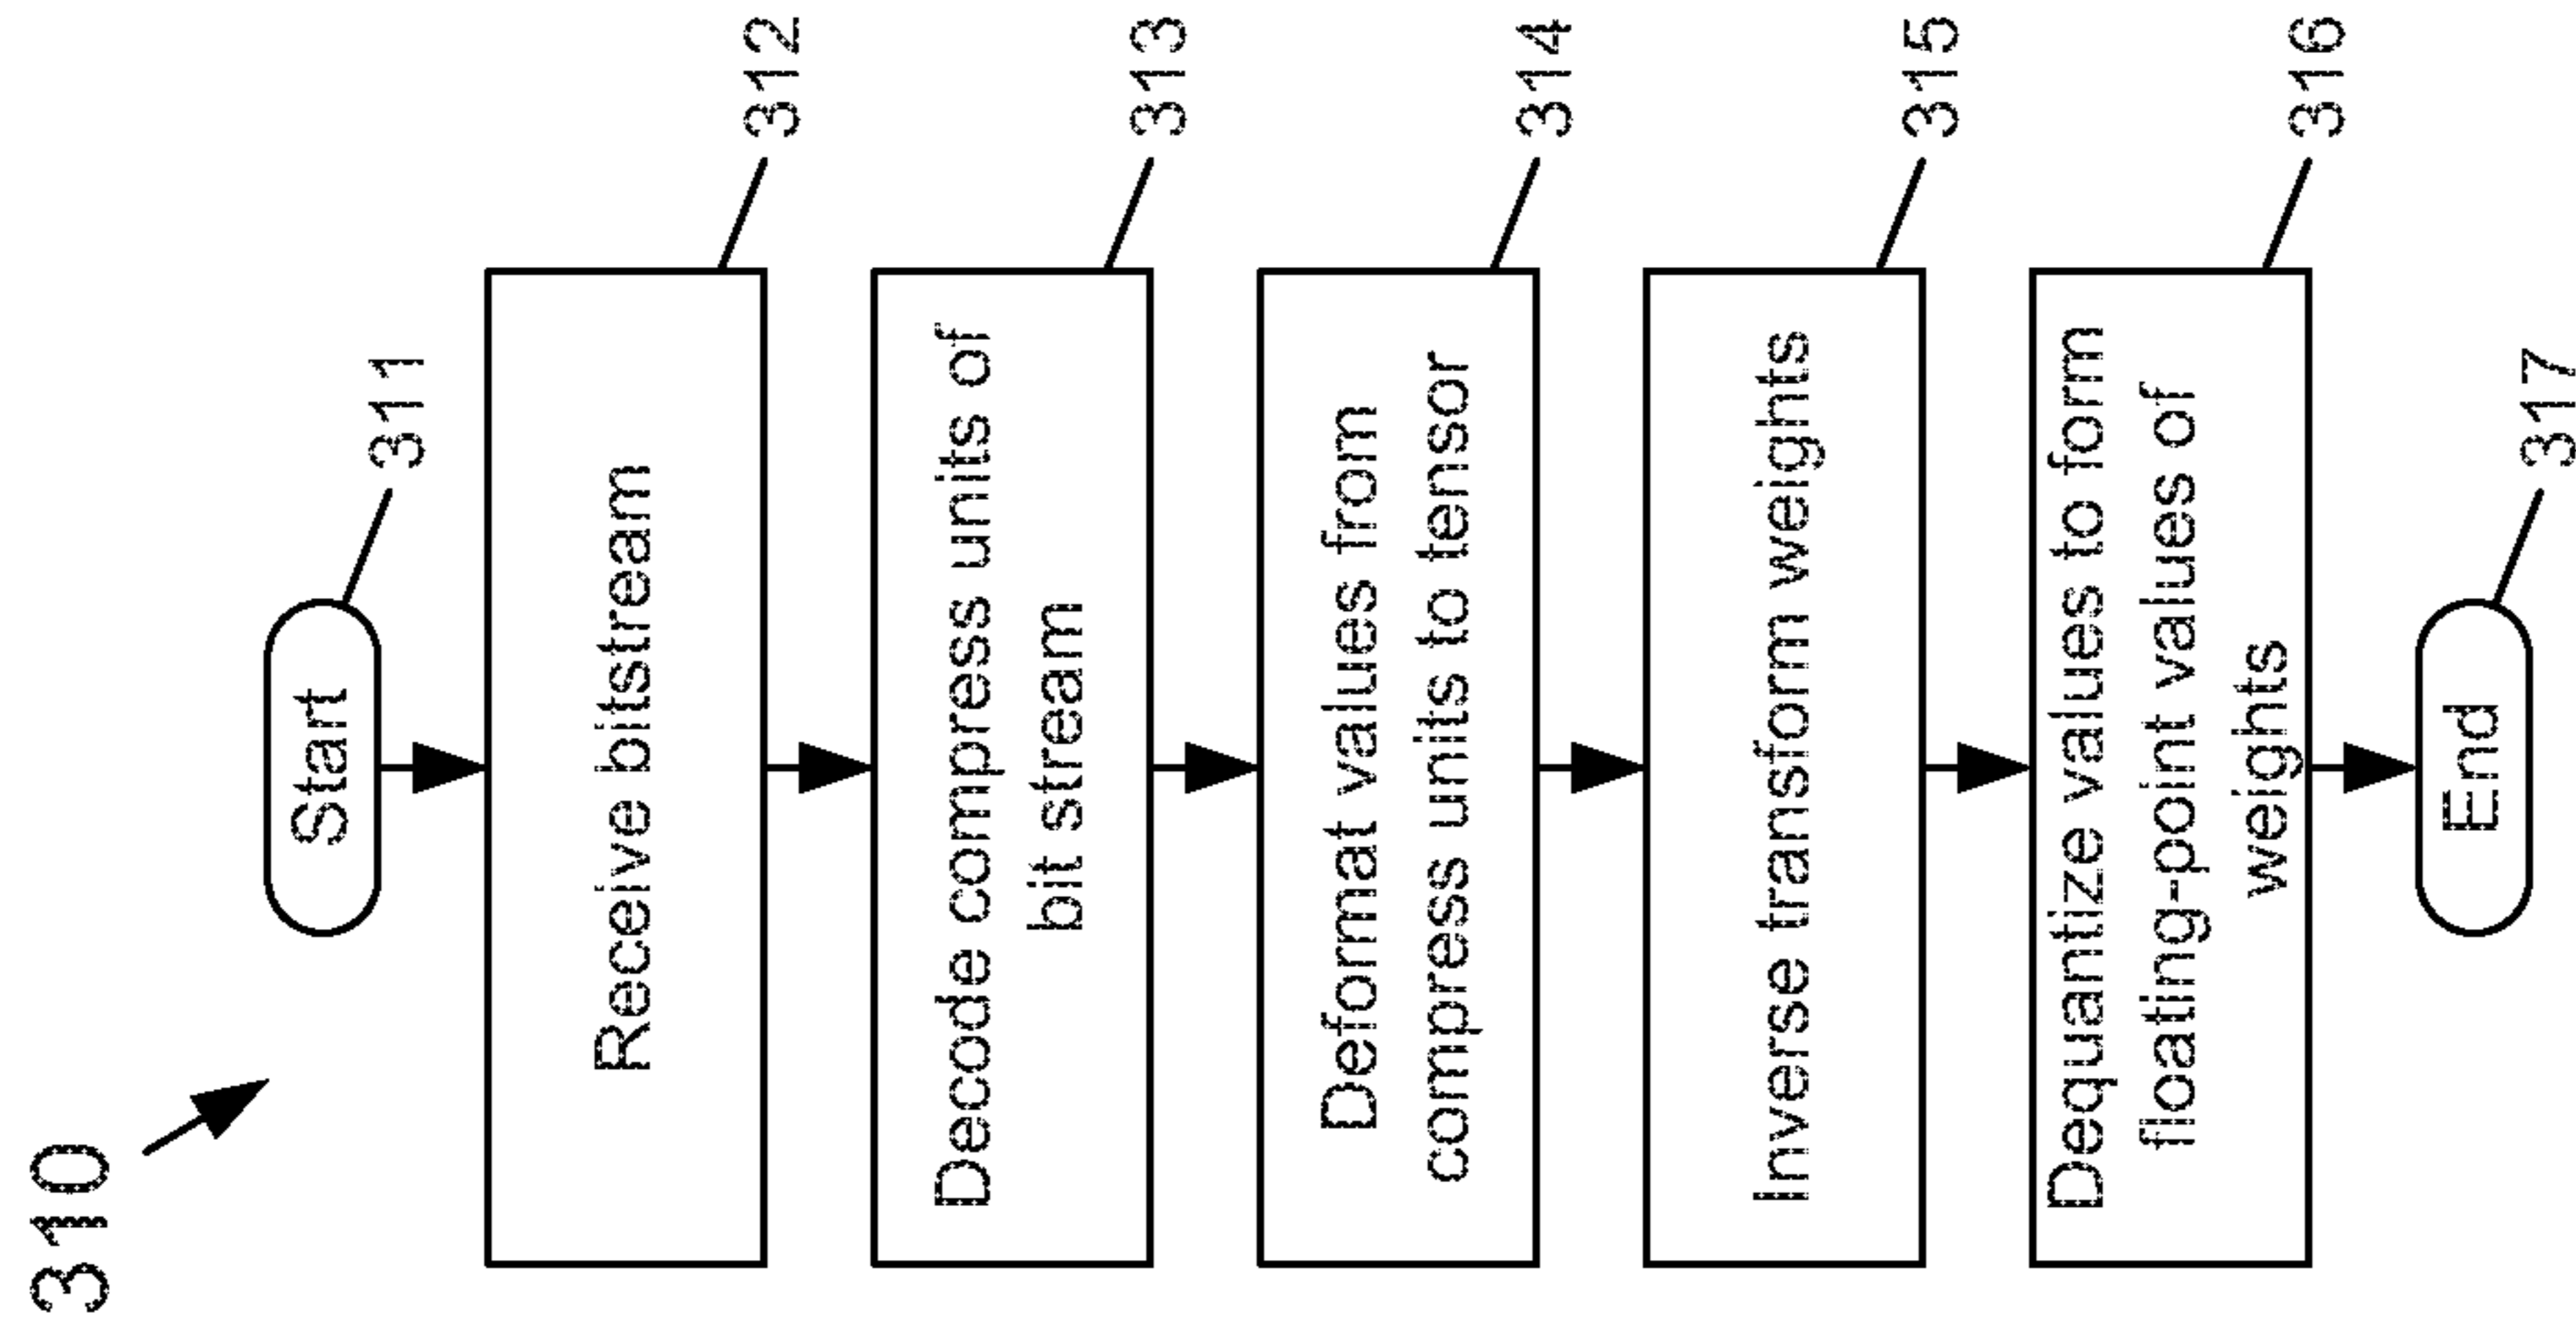 310
Start
311
Receive bitstream
312
Decode compress units of
bit stream
313
Deformat values from
compress units to tensor
314
Inverse transform weights
315
Dequantize values to form
floating-point values of
weights
316
End
317